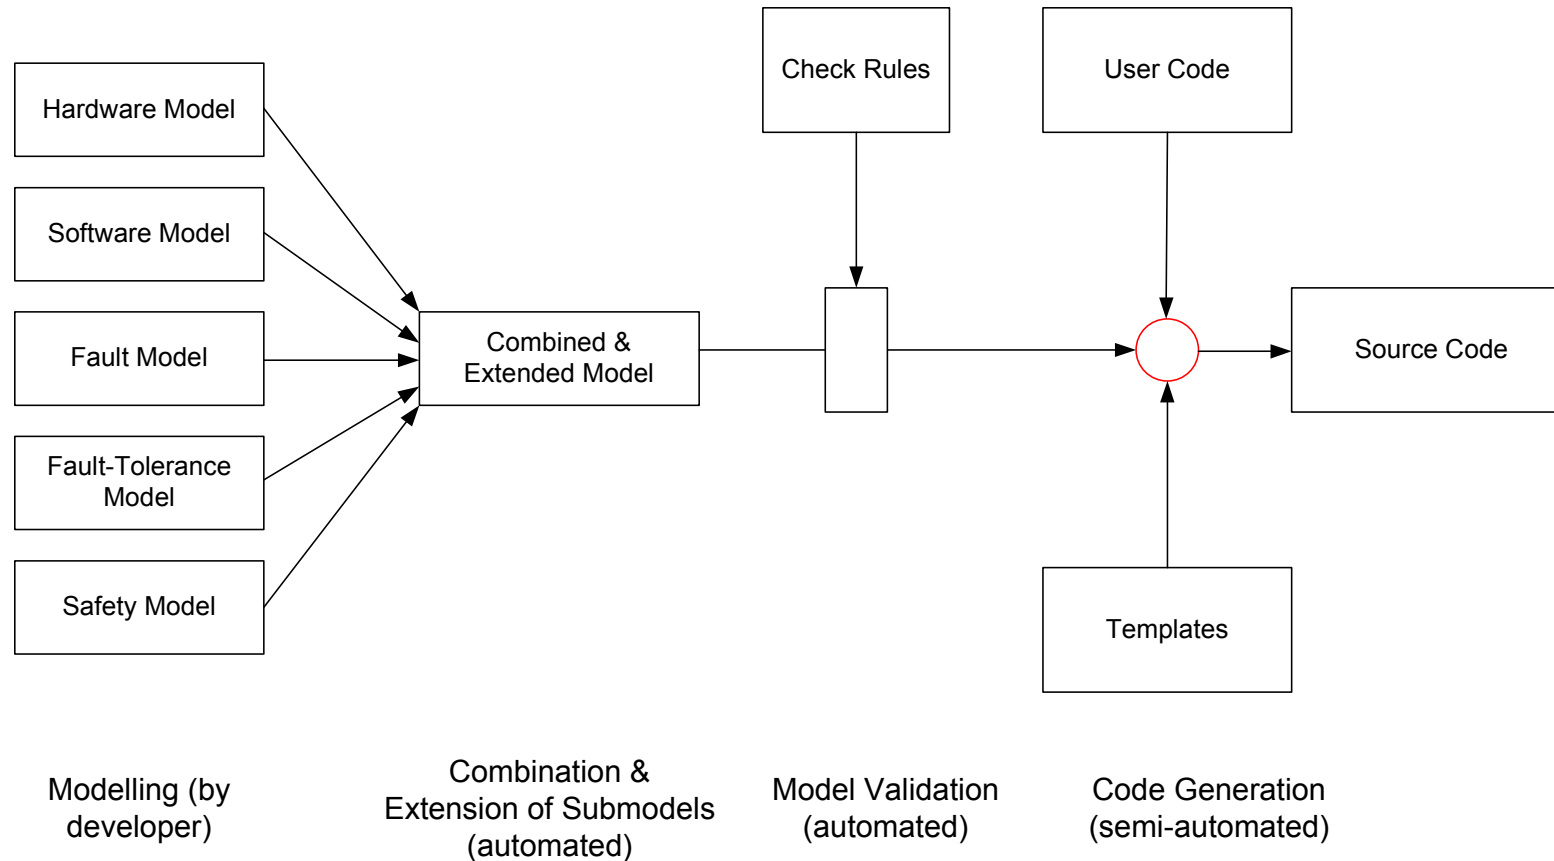 Hardware Model
Software Model
Fault Model
Fault-Tolerance
Model
Safety Model
Combined &
Extended Model
Check Rules
User Code
Templates
Source Code
Modelling (by
developer)
Combination &
Extension of Submodels
(automated)
Model Validation
(automated)
Code Generation
(semi-automated)